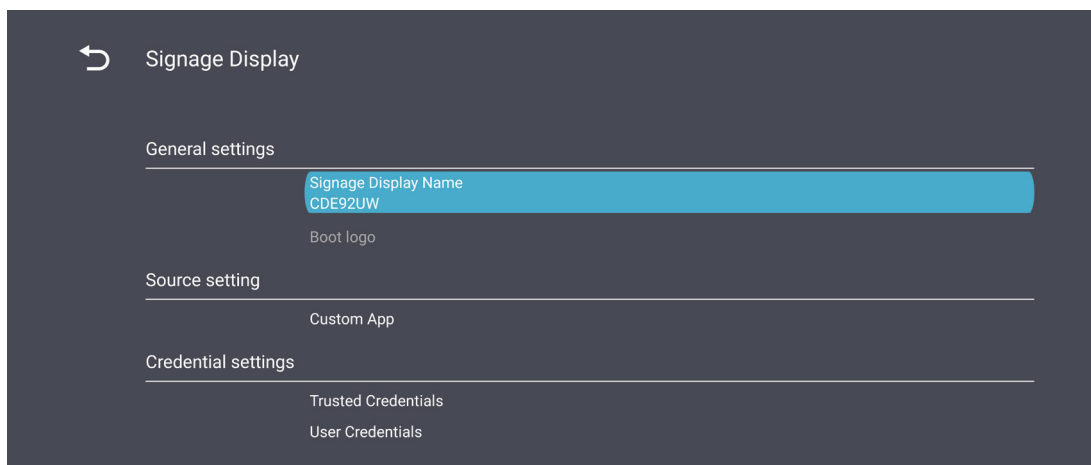 Signage Display
General settings
Signage Display Name
CDE92UW
Boot logo
Source setting
Custom App
Credential settings
Trusted Credentials
User Credentials